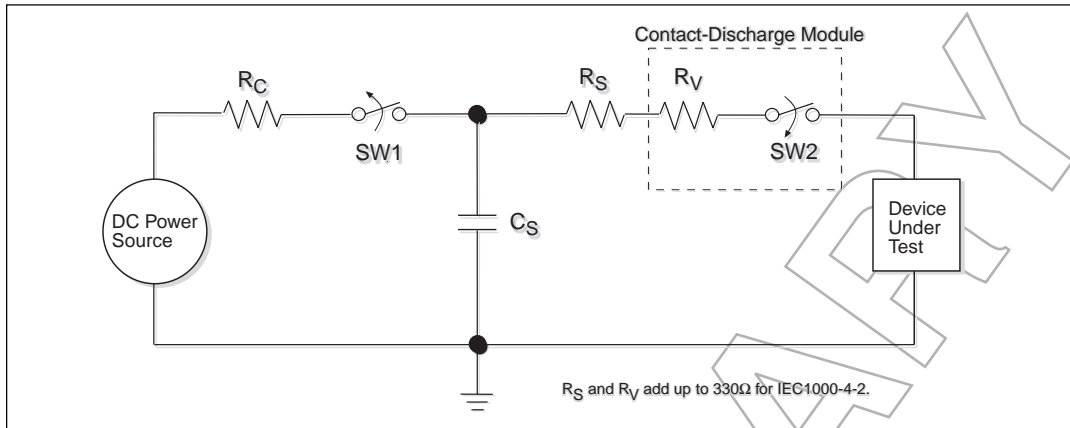 Contact-Discharge Module
R_C
R_S
R_V
SW1
SW2
DC Power
Source
C_S
Device
Under
Test
R_S and R_V add up to 330Ω for IEC1000-4-2.
ARY